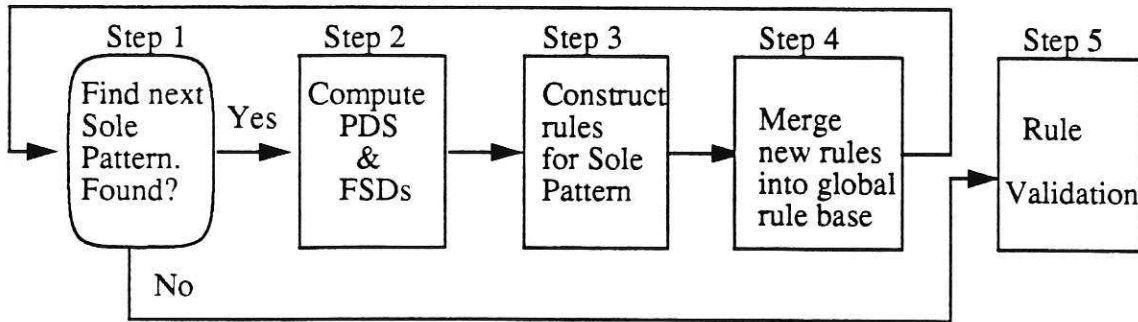 Step 1
Find next
Sole
Pattern.
Found?
Yes
No
Step 2
Compute
PDS
&
FSDs
Step 3
Construct
rules
for Sole
Pattern
Step 4
Merge
new rules
into global
rule base
Step 5
Rule
Validation